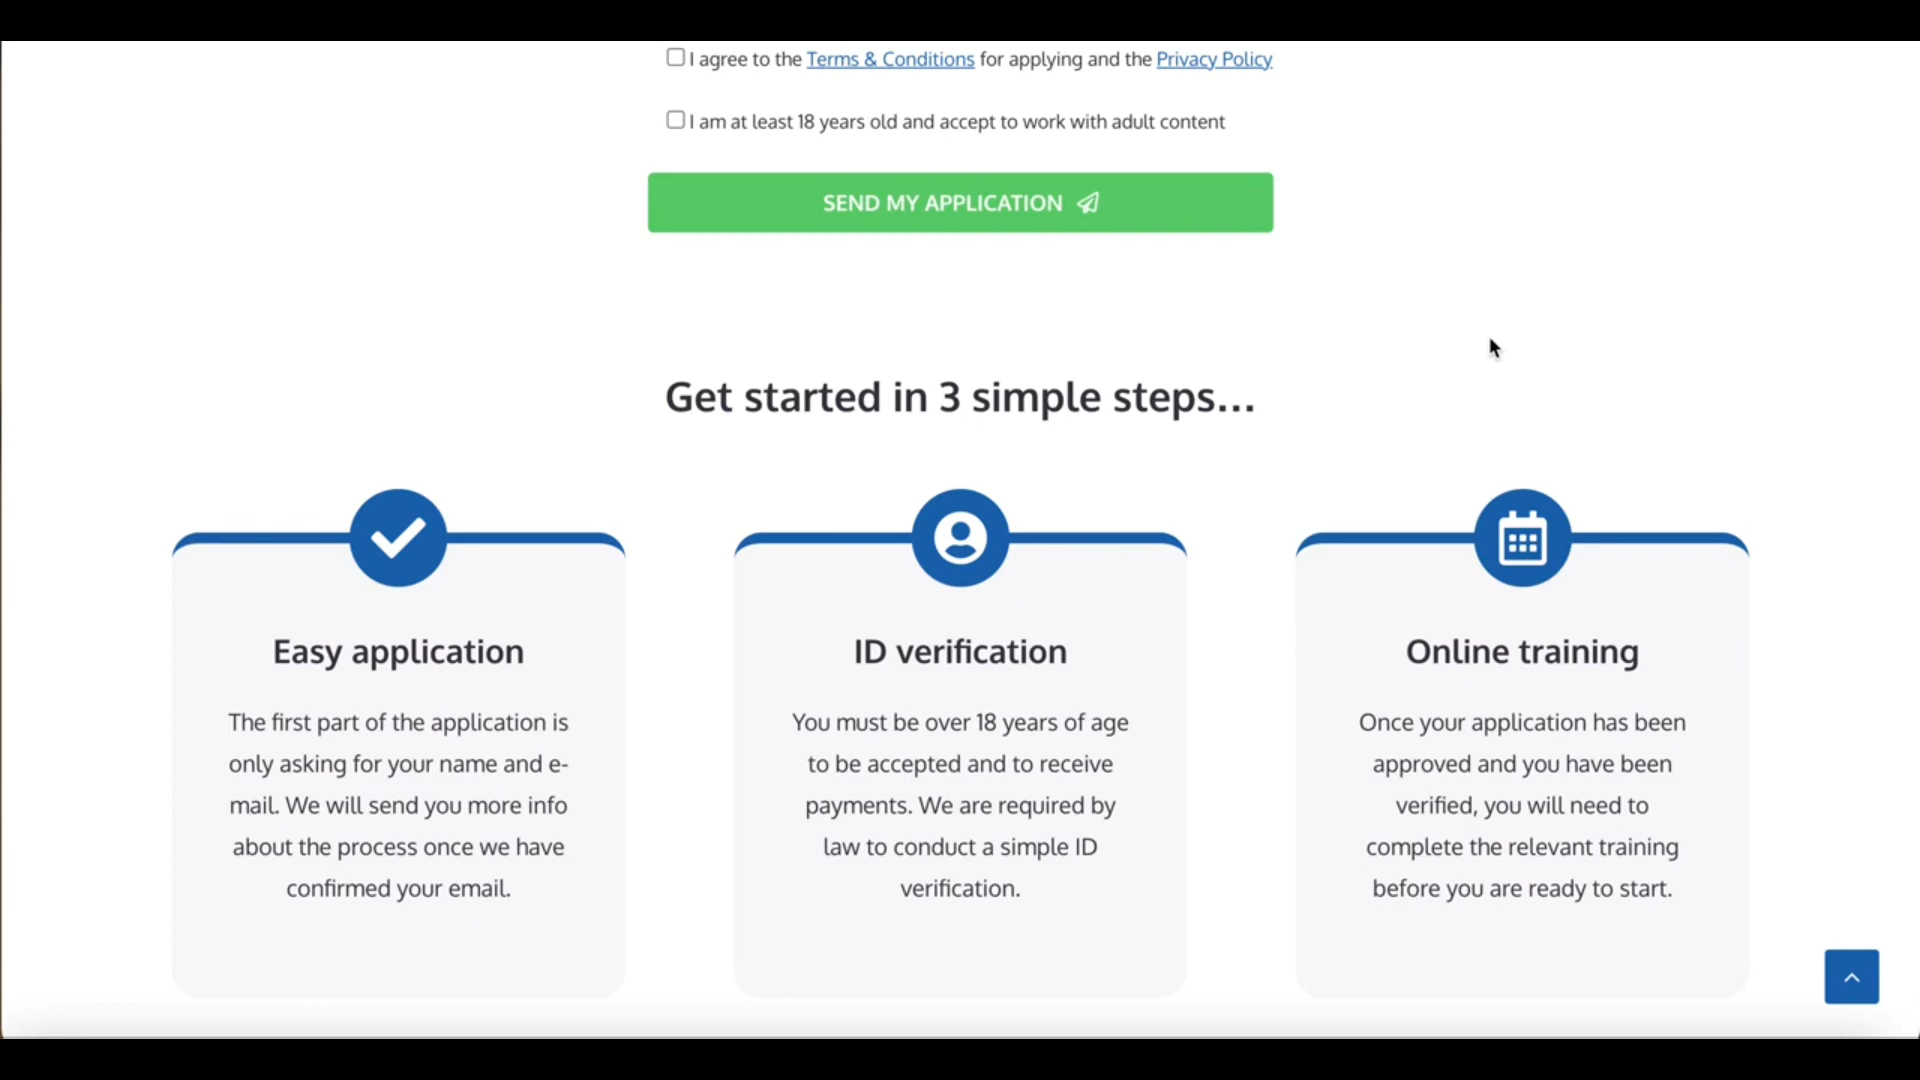 I agree to the Terms & Conditions for applying and the Privacy Policy
I am at least 18 years old and accept to work with adult content
SEND MY APPLICATION
Get started in 3 simple steps...
Easy application
The first part of the application is
only asking for your name and e-
mail. We will send you more info
about the process once we have
confirmed your email.
ID verification
You must be over 18 years of age
to be accepted and to receive
payments. We are required by
law to conduct a simple ID
verification.
Online training
Once your application has been
approved and you have been
verified, you will need to
complete the relevant training
before you are ready to start.